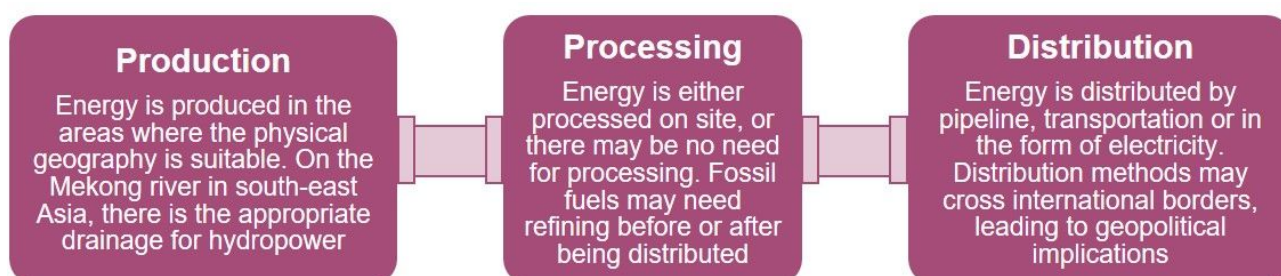 Production
Energy is produced in the
areas where the physical
geography is suitable. On the
Mekong river in south-east
Asia, there is the appropriate
drainage for hydropower
Processing
Energy is either
processed on site, or
there may be no need
for processing. Fossil
fuels may need
refining before or after
being distributed
Distribution
Energy is distributed by
pipeline, transportation or in
the form of electricity.
Distribution methods may
cross international borders,
leading to geopolitical
implications